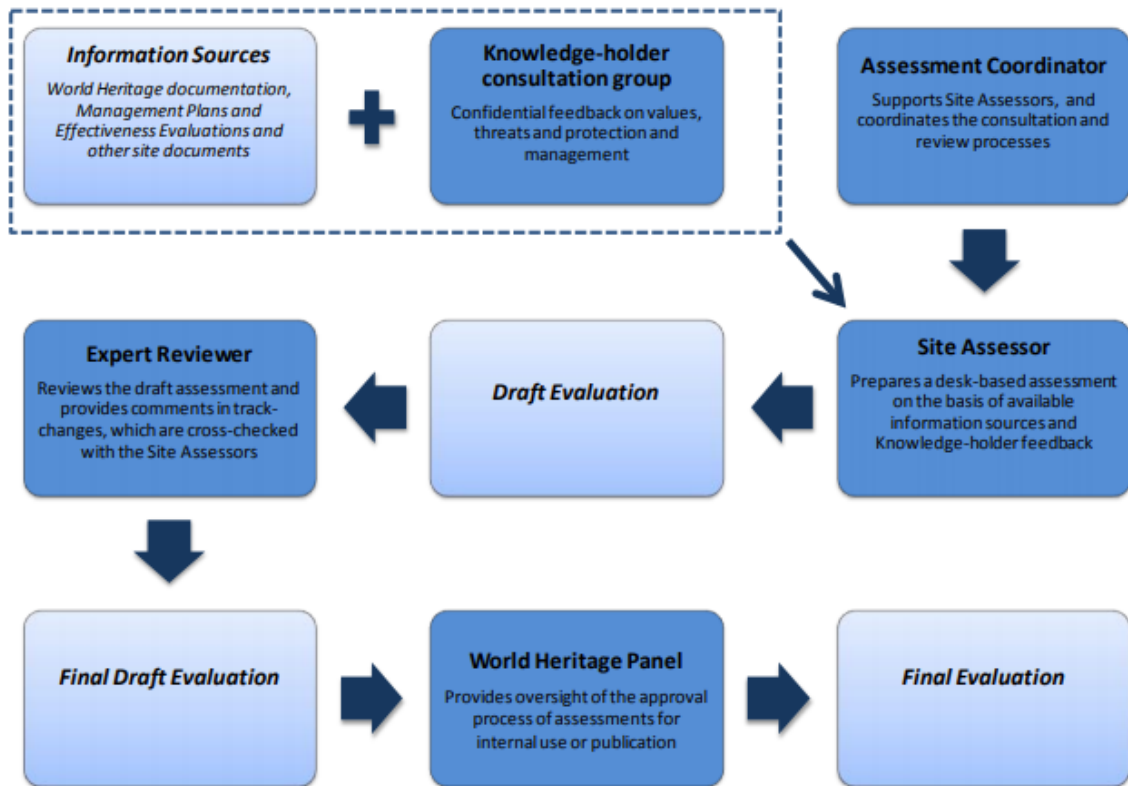 Information Sources
World Heritage documentation,
Management Plans and
Effectiveness Evaluations and
other site documents
Knowledge-holder
consultation group
Confidential feedback on values,
threats and protection and
management
Assessment Coordinator
Supports Site Assessors, and
coordinates the consultation and
review processes
Expert Reviewer
Reviews the draft assessment and
provides comments in track-
changes, which are cross-checked
with the Site Assessors
Draft Evaluation
Site Assessor
Prepares a desk-based assessment
on the basis of available
information sources and
Knowledge-holder feedback
Final Draft Evaluation
World Heritage Panel
Provides oversight of the approval
process of assessments for
internal use or publication
Final Evaluation